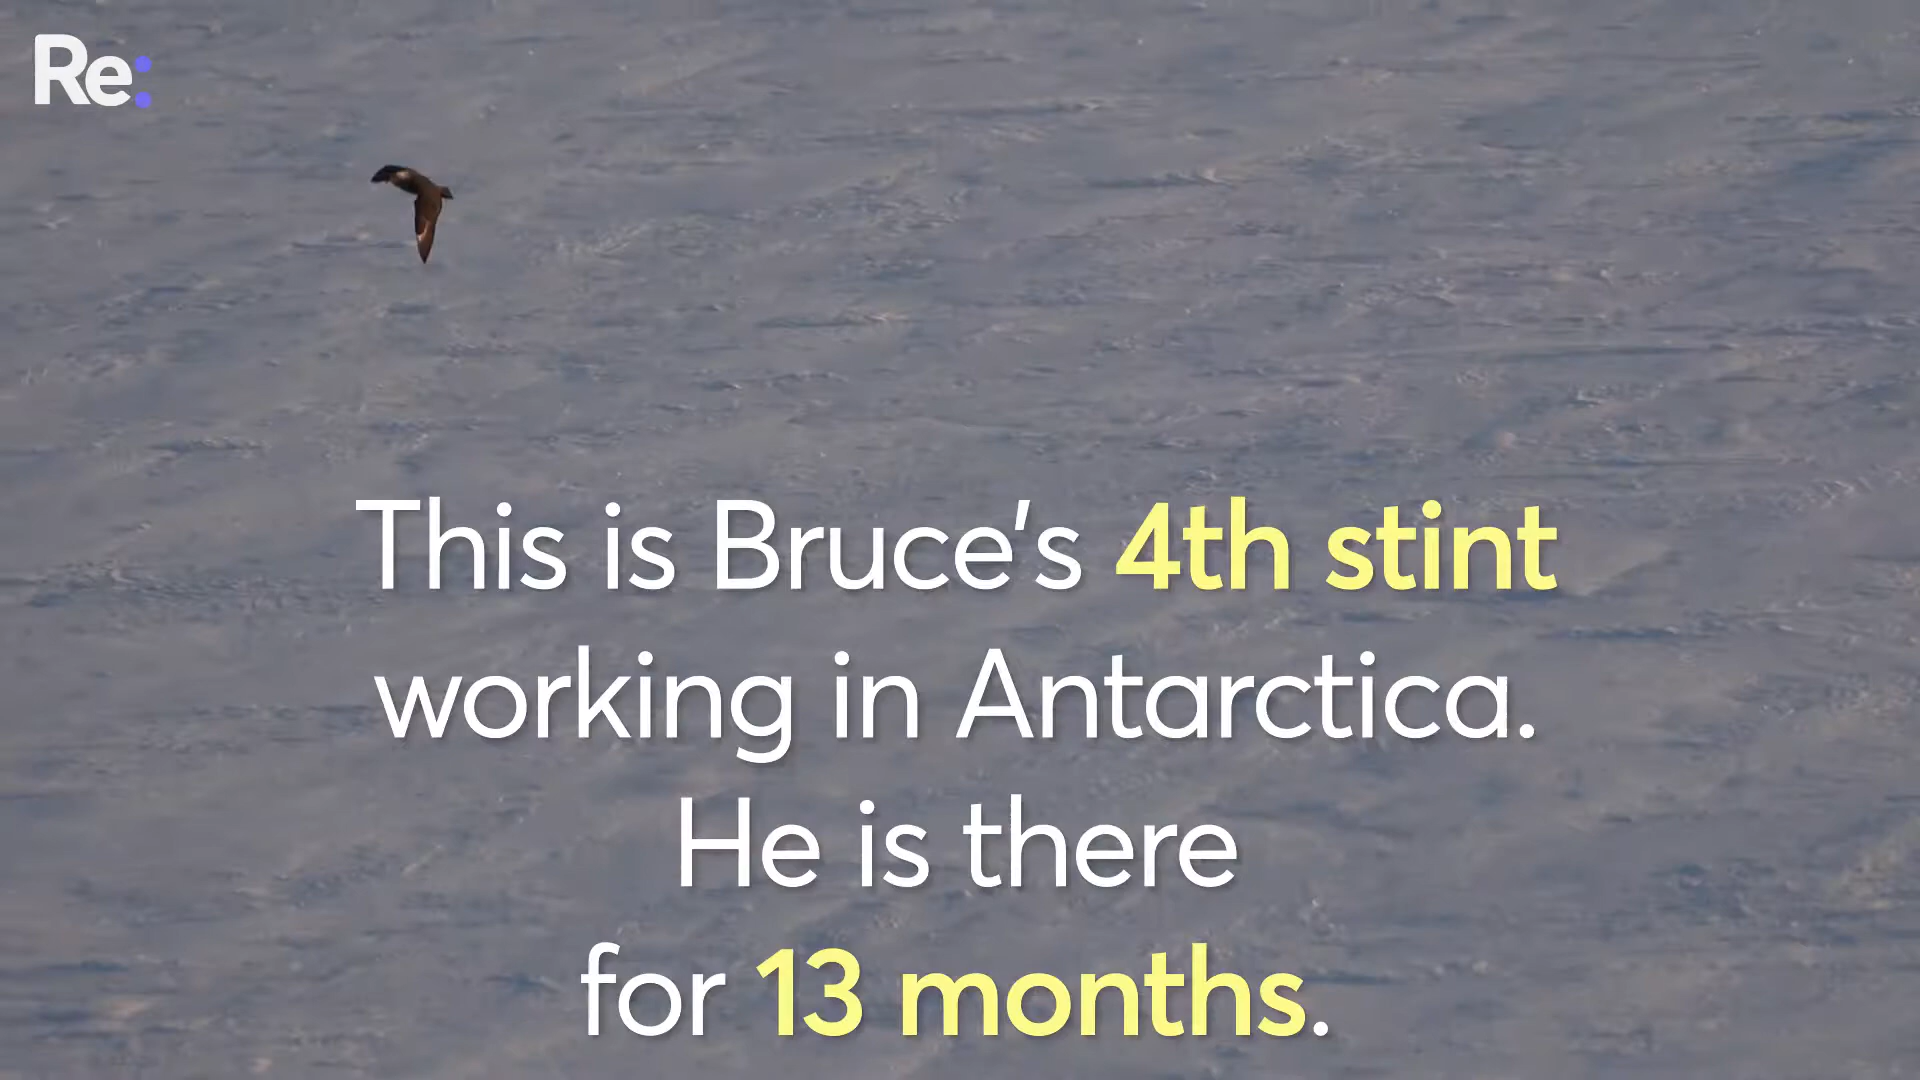 Re:
This is Bruce's 4th stint
working in Antarctica.
He is there
for 13 months.